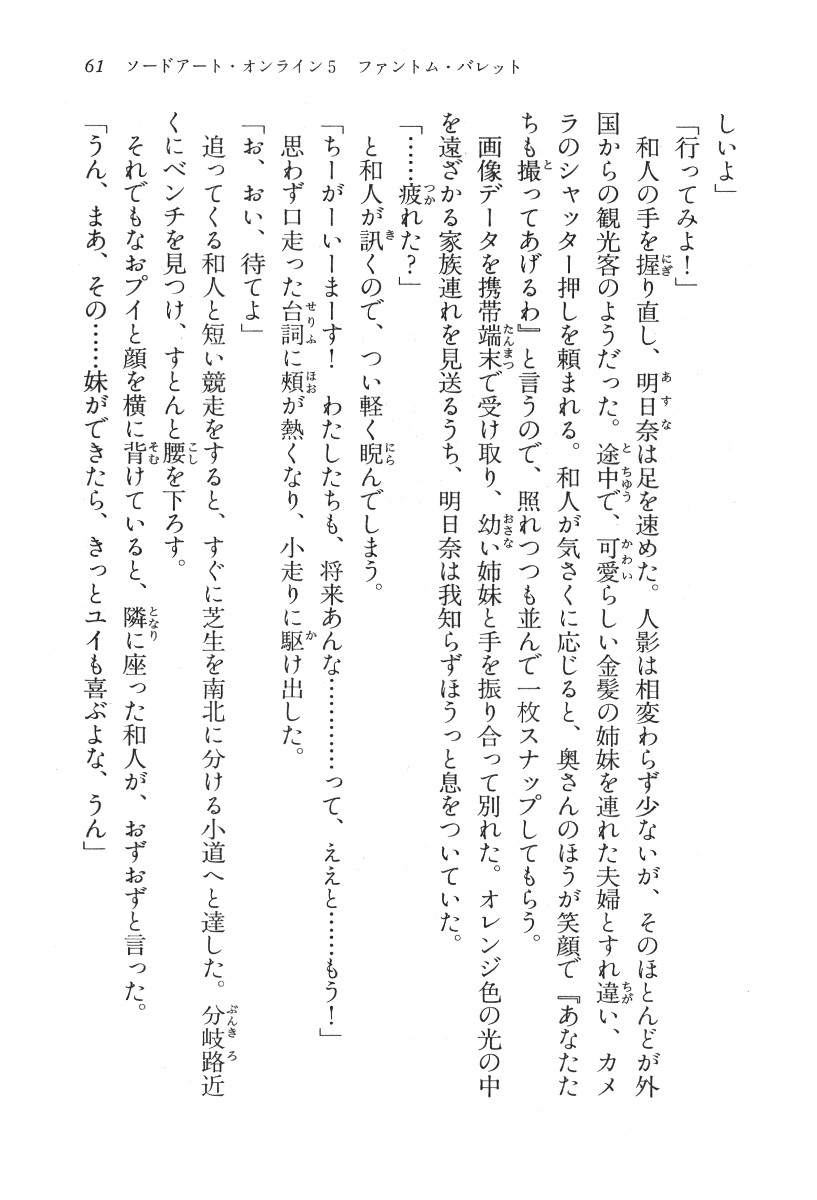 61 ソードアート・オンライン5 ファントム・バレット
しいよ」
「行ってみよ！」
　和人の手を握り直し、明日奈は足を速めた。人影は相変わらず少ないが、そのほとんどが外
国からの観光客のようだった。途中で、可愛らしい金髪の姉妹を連れた夫婦とすれ違い、カメ
ラのシャッター押しを頼まれる。和人が気さくに応じると、奥さんのほうが笑顔で『あなたた
ちも撮ってあげるわ』と言うので、照れつつも並んで一枚スナップしてもらう。
　画像データを携帯端末で受け取り、幼い姉妹と手を振り合って別れた。オレンジ色の光の中
を遠ざかる家族連れを見送るうち、明日奈は我知らずほうっと息をついていた。
「……疲れた？」
　と和人が訊くので、つい軽く睨んでしまう。
「ちーがーいーまーす！　わたしたちも、将来あんな…………って、ええと……もう！」
　思わず口走った台詞に頬が熱くなり、小走りに駆け出した。
「お、おい、待てよ」
　追ってくる和人と短い競走をすると、すぐに芝生を南北に分ける小道へと達した。分岐路近
くにベンチを見つけ、すとんと腰を下ろす。
　それでもなおプイと顔を横に背けていると、隣に座った和人が、おずおずと言った。
「うん、まあ、その……妹ができたら、きっとユイも喜ぶよな、うん」